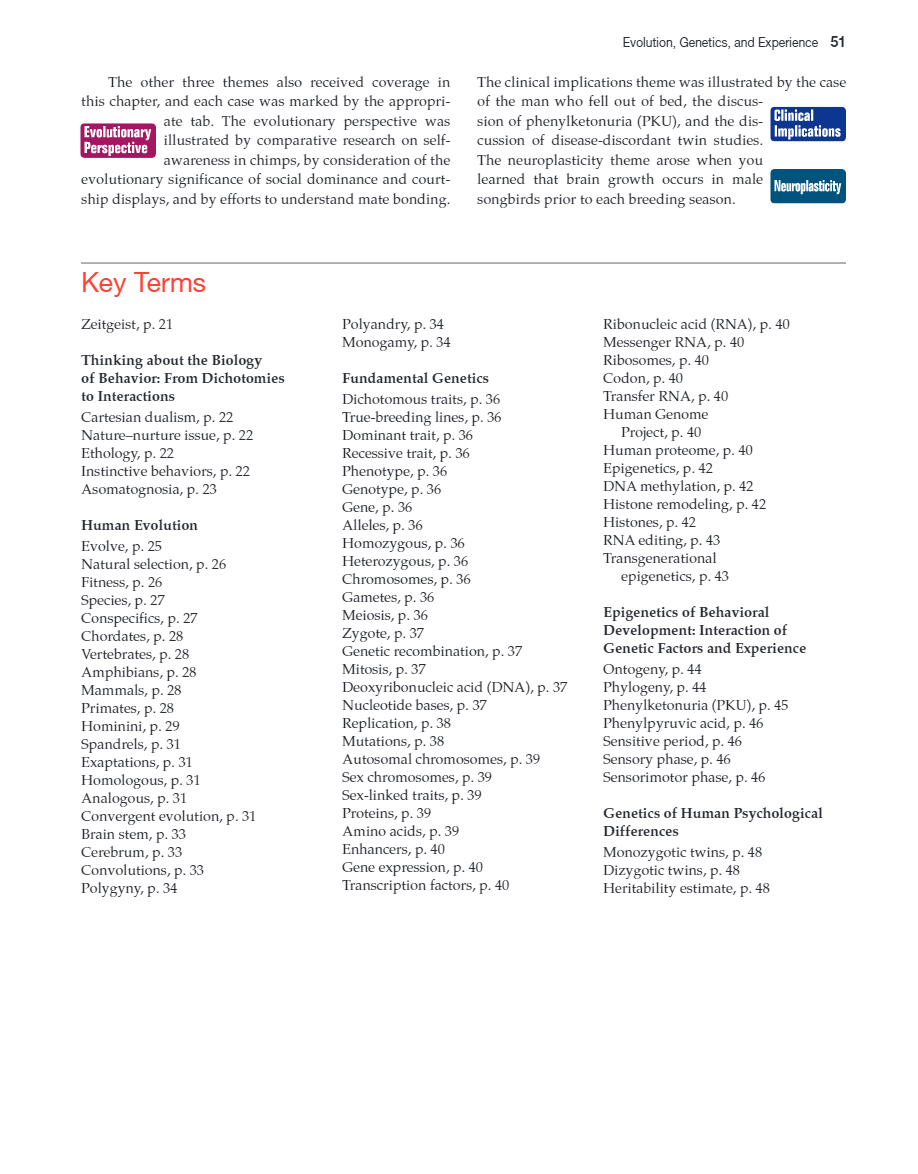 Evolution, Genetics, and Experience 51
The other three themes also received coverage in
this chapter, and each case was marked by the appropri-
ate tab. The evolutionary perspective was
Evolutionary
Perspective
illustrated by comparative research on self-
awareness in chimps, by consideration of the
evolutionary significance of social dominance and court-
ship displays, and by efforts to understand mate bonding.
The clinical implications theme was illustrated by the case
of the man who fell out of bed, the discus-
sion of phenylketonuria (PKU), and the dis-
Clinical
Implications
cussion of disease-discordant twin studies.
The neuroplasticity theme arose when you
learned that brain growth occurs in male
Neuroplasticity
songbirds prior to each breeding season.
Key Terms
Zeitgeist, p. 21
Thinking about the Biology
of Behavior: From Dichotomies
to Interactions
Cartesian dualism, p. 22
Nature–nurture issue, p. 22
Ethology, p. 22
Instinctive behaviors, p. 22
Asomatognosia, p. 23
Human Evolution
Evolve, p. 25
Natural selection, p. 26
Fitness, p. 26
Species, p. 27
Conspecifics, p. 27
Chordates, p. 28
Vertebrates, p. 28
Amphibians, p. 28
Mammals, p. 28
Primates, p. 28
Hominini, p. 29
Spandrels, p. 31
Exaptations, p. 31
Homologous, p. 31
Analogous, p. 31
Convergent evolution, p. 31
Brain stem, p. 33
Cerebrum, p. 33
Convolutions, p. 33
Polygyny, p. 34
Polyandry, p. 34
Monogamy, p. 34
Fundamental Genetics
Dichotomous traits, p. 36
True-breeding lines, p. 36
Dominant trait, p. 36
Recessive trait, p. 36
Phenotype, p. 36
Genotype, p. 36
Gene, p. 36
Alleles, p. 36
Homozygous, p. 36
Heterozygous, p. 36
Chromosomes, p. 36
Gametes, p. 36
Meiosis, p. 36
Zygote, p. 37
Genetic recombination, p. 37
Mitosis, p. 37
Deoxyribonucleic acid (DNA), p. 37
Nucleotide bases, p. 37
Replication, p. 38
Mutations, p. 38
Autosomal chromosomes, p. 39
Sex chromosomes, p. 39
Sex-linked traits, p. 39
Proteins, p. 39
Amino acids, p. 39
Enhancers, p. 40
Gene expression, p. 40
Transcription factors, p. 40
Ribonucleic acid (RNA), p. 40
Messenger RNA, p. 40
Ribosomes, p. 40
Codon, p. 40
Transfer RNA, p. 40
Human Genome
Project, p. 40
Human proteome, p. 40
Epigenetics, p. 42
DNA methylation, p. 42
Histone remodeling, p. 42
Histones, p. 42
RNA editing, p. 43
Transgenerational
epigenetics, p. 43
Epigenetics of Behavioral
Development: Interaction of
Genetic Factors and Experience
Ontogeny, p. 44
Phylogeny, p. 44
Phenylketonuria (PKU), p. 45
Phenylpyruvic acid, p. 46
Sensitive period, p. 46
Sensory phase, p. 46
Sensorimotor phase, p. 46
Genetics of Human Psychological
Differences
Monozygotic twins, p. 48
Dizygotic twins, p. 48
Heritability estimate, p. 48